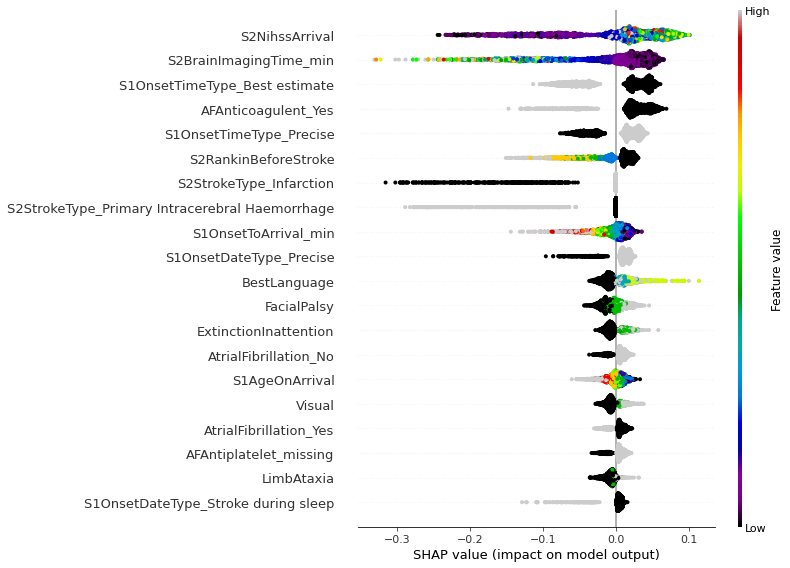 High
S2NihssArrival
S2BrainImagingTime_min
S1OnsetTimeType_Best estimate
AFAnticoagulent_Yes
S1OnsetTimeType_Precise
S2RankinBeforeStroke
S2StrokeType_Infarction
S2StrokeType_Primary Intracerebral Haemorrhage
S1OnsetToArrival_min
S1OnsetDateType_Precise
BestLanguage
FacialPalsy
ExtinctionInattention
AtrialFibrillation_No
S1AgeOnArrival
Visual
AtrialFibrillation_Yes
AFAntiplatelet_missing
LimbAtaxia
S1OnsetDateType_Stroke during sleep
Feature value
Low
−0.3 −0.2 −0.1 0.0 0.1
SHAP value (impact on model output)